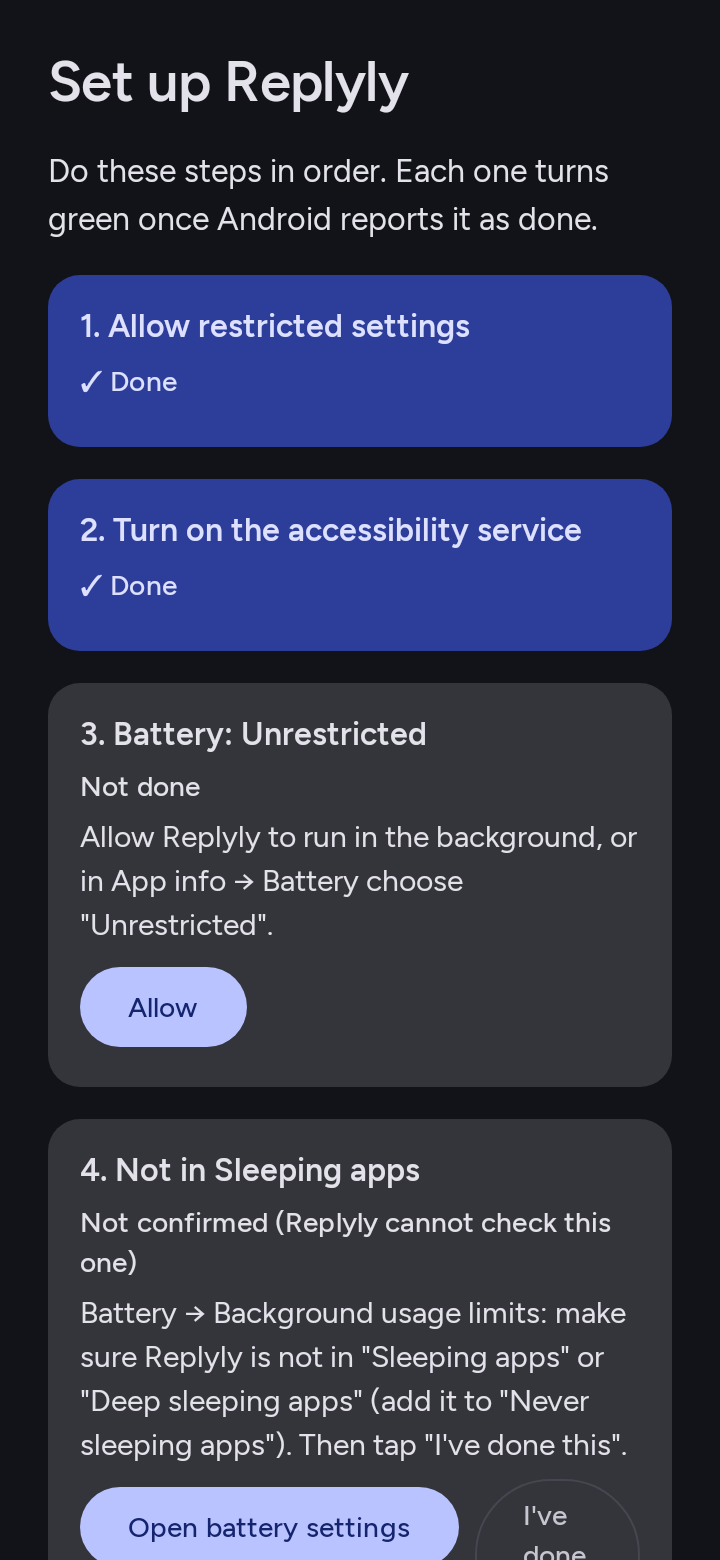 Set up Replyly
Do these steps in order. Each one turns
green once Android reports it as done.
1. Allow restricted settings
✓ Done
2. Turn on the accessibility service
✓ Done
3. Battery: Unrestricted
Not done
Allow Replyly to run in the background, or
in App info → Battery choose
"Unrestricted".
Allow
4. Not in Sleeping apps
Not confirmed (Replyly cannot check this
one)
Battery → Background usage limits: make
sure Replyly is not in "Sleeping apps" or
"Deep sleeping apps" (add it to "Never
sleeping apps"). Then tap "I've done this".
Open battery settings
I've
done